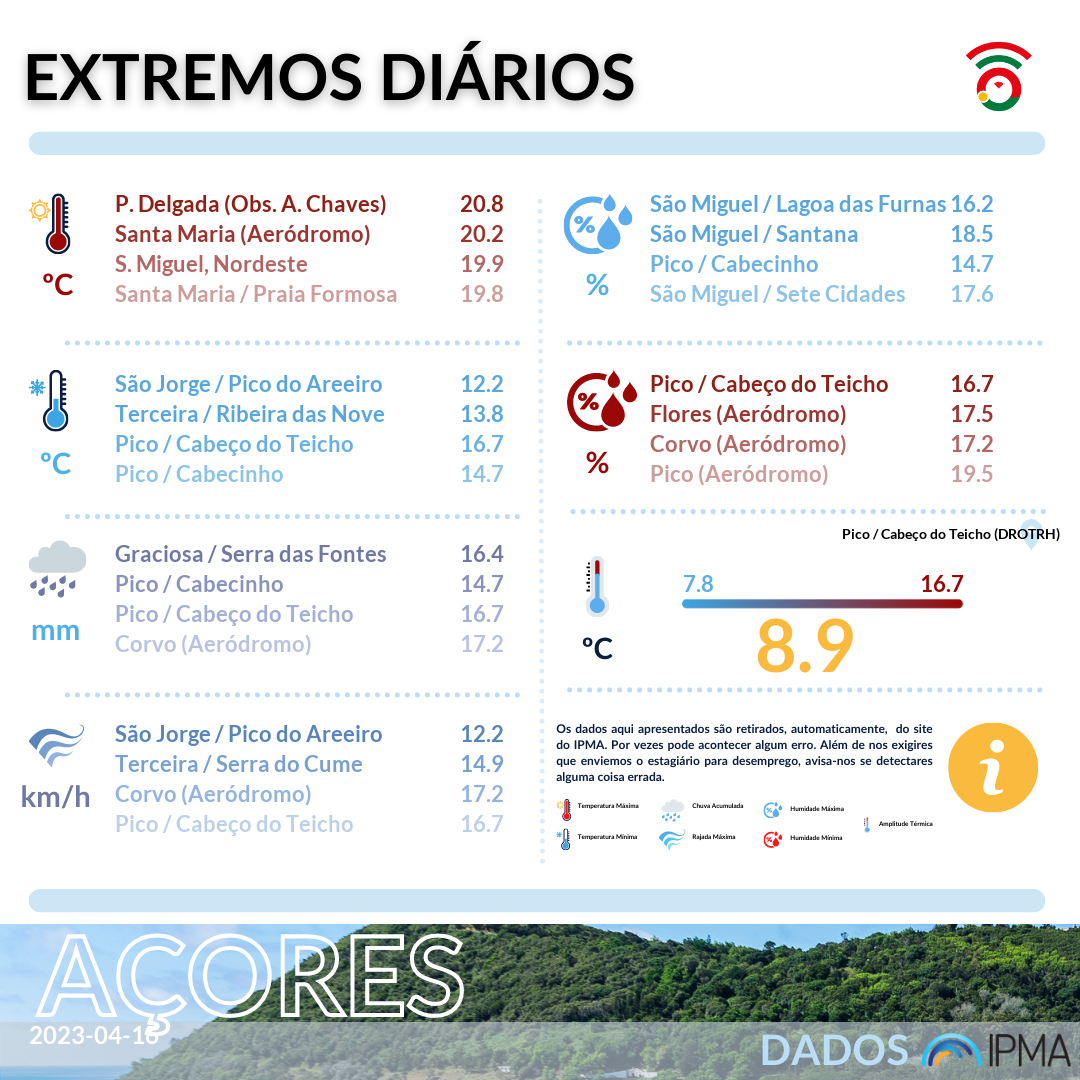 EXTREMOS DIÁRIOS
P. Delgada (Obs. A. Chaves) 20.8
Santa Maria (Aeródromo) 20.2
S. Miguel, Nordeste 19.9
Santa Maria / Praia Formosa 19.8
ºC
São Miguel / Lagoa das Furnas 16.2
São Miguel / Santana 18.5
Pico / Cabecinho 14.7
São Miguel / Sete Cidades 17.6
%
São Jorge / Pico do Areeiro 12.2
Terceira / Ribeira das Nove 13.8
Pico / Cabeço do Teicho 16.7
Pico / Cabecinho 14.7
ºC
Pico / Cabeço do Teicho 16.7
Flores (Aeródromo) 17.5
Corvo (Aeródromo) 17.2
Pico (Aeródromo) 19.5
%
Graciosa / Serra das Fontes 16.4
Pico / Cabecinho 14.7
Pico / Cabeço do Teicho 16.7
Corvo (Aeródromo) 17.2
mm
Pico / Cabeço do Teicho (DROTRH)
7.8 16.7
8.9
ºC
São Jorge / Pico do Areeiro 12.2
Terceira / Serra do Cume 14.9
Corvo (Aeródromo) 17.2
Pico / Cabeço do Teicho 16.7
km/h
Os dados aqui apresentados são retirados, automaticamente, do site
do IPMA. Por vezes pode acontecer algum erro. Além de nos exigires
que enviemos o estagiário para desemprego, avisa-nos se detectares
alguma coisa errada.
Temperatura Máxima
Chuva Acumulada
Humidade Máxima
Amplitude Térmica
Temperatura Mínima
Rajada Máxima
Humidade Mínima
AÇORES
2023-04-16
DADOS IPMA